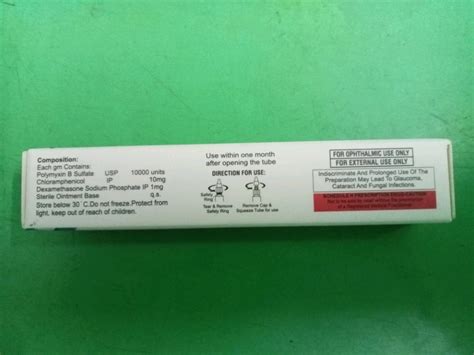 Composition:
Each gm Contains:
Polymyxin B Sulfate USP 10000 units
Chloramphenicol IP 10mg
Dexamethasone Sodium Phosphate IP 1mg
Sterile Ointment Base q.s.
Store below 30 C.Do not freeze.Protect from
light, keep out of reach of children.
Use within one month
after opening the tube
DIRECTION FOR USE:
Safety
Ring
Tear & Remove
Safety Ring
Remove Cap &
Squeeze Tube for use
FOR OPHTHALMIC USE ONLY
FOR EXTERNAL USE ONLY
Indiscriminate And Prolonged Use Of The
Preparation May Lead To Glaucoma,
Cataract And Fungal Infections.
SCHEDULE H PRESCRIPTION DRUG-CAUTION